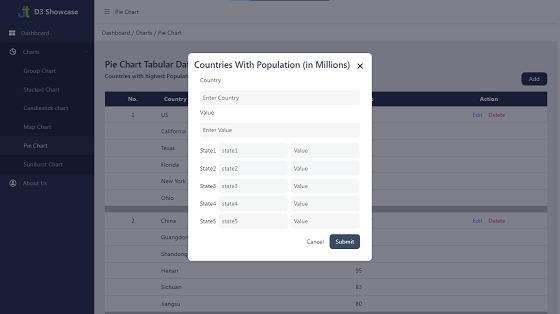 D3 Showcase
Pie Chart
Dashboard
Dashboard / Charts / Pie Chart
Charts
Group Chart
Stacked Chart
Candlestick chart
Map Chart
Pie Chart
SunBurst Chart
About Us
Pie Chart Tabular Dat
Countries with highest Popula
Add
No.
Country
Action
1
US
Edit
Delete
California
Texas
Florida
New York
Ohio
2
China
Edit
Delete
Guangdon
Shandong
Henan
95
Sichuan
83
Jiangsu
80
Countries With Population (in Millions)
Country
Enter Country
Value
Enter Value
State1 state1 Value
State2 state2 Value
State3 state3 Value
State4 state4 Value
State5 state5 Value
Cancel
Submit